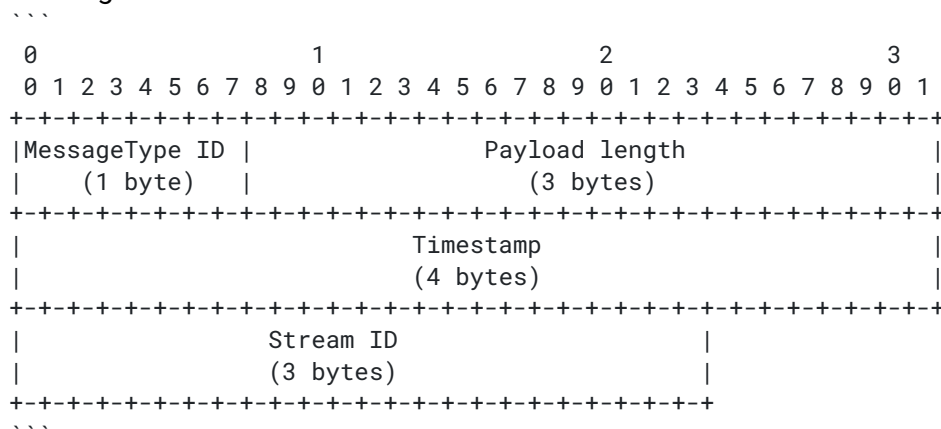 ```
 0                   1                   2                   3
 0 1 2 3 4 5 6 7 8 9 0 1 2 3 4 5 6 7 8 9 0 1 2 3 4 5 6 7 8 9 0 1
+-+-+-+-+-+-+-+-+-+-+-+-+-+-+-+-+-+-+-+-+-+-+-+-+-+-+-+-+-+-+-+-+
|MessageType ID |                Payload length                 |
|    (1 byte)   |                   (3 bytes)                   |
+-+-+-+-+-+-+-+-+-+-+-+-+-+-+-+-+-+-+-+-+-+-+-+-+-+-+-+-+-+-+-+-+
|                           Timestamp                           |
|                           (4 bytes)                           |
+-+-+-+-+-+-+-+-+-+-+-+-+-+-+-+-+-+-+-+-+-+-+-+-+-+-+-+-+-+-+-+-+
|                 Stream ID                     |
|                 (3 bytes)                     |
+-+-+-+-+-+-+-+-+-+-+-+-+-+-+-+-+-+-+-+-+-+-+-+-+
```